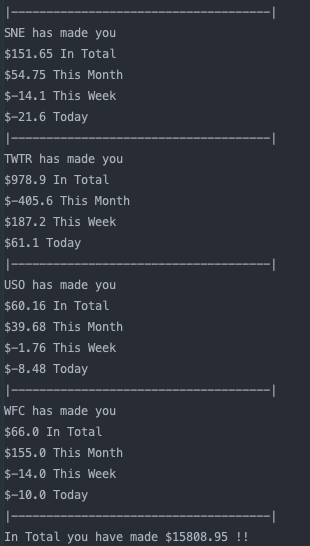 |-------------------------------------|
SNE has made you
$151.65 In Total
$54.75 This Month
$-14.1 This Week
$-21.6 Today
|-------------------------------------|
TWTR has made you
$978.9 In Total
$-405.6 This Month
$187.2 This Week
$61.1 Today
|-------------------------------------|
USO has made you
$60.16 In Total
$39.68 This Month
$-1.76 This Week
$-8.48 Today
|-------------------------------------|
WFC has made you
$66.0 In Total
$155.0 This Month
$-14.0 This Week
$-10.0 Today
|-------------------------------------|
In Total you have made $15808.95 !!